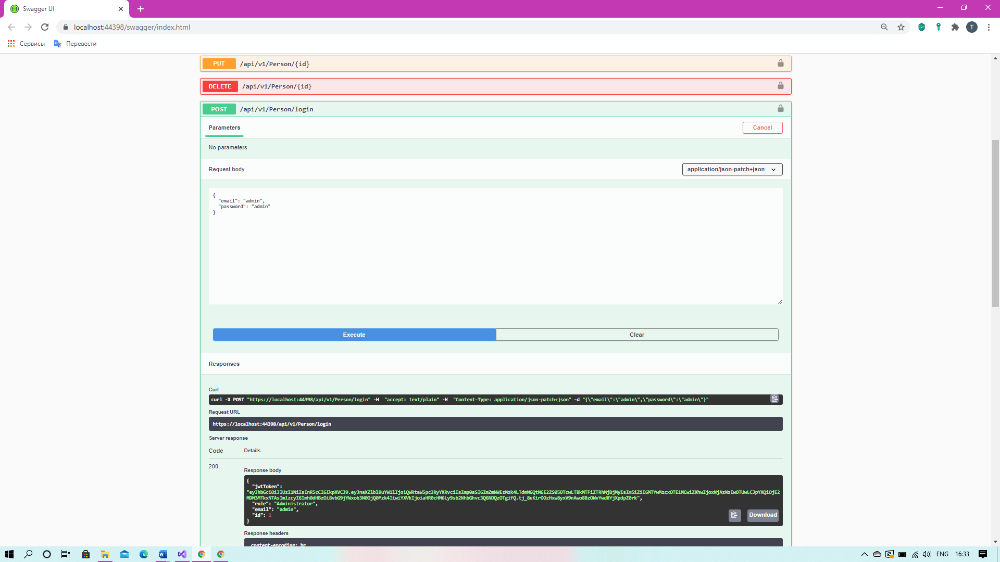 Swagger UI
localhost:44398/swagger/index.html
T
Сервисы
Перевести
PUT /api/v1/Person/{id}
DELETE /api/v1/Person/{id}
POST /api/v1/Person/login
Parameters
Cancel
No parameters
Request body
application/json-patch+json
{
"email": "admin",
"password": "admin"
}
Execute
Clear
Responses
Curl
curl -X POST "https://localhost:44398/api/v1/Person/login" -H  "accept: text/plain" -H  "Content-Type: application/json-patch+json" -d "{\"email\":\"admin\",\"password\":\"admin\"}"
Request URL
https://localhost:44398/api/v1/Person/login
Server response
Code Details
200
Response body
{
"jwtToken":
"role": "Administrator",
"email": "admin",
"id": 1
}
Download
Response headers
content-encoding: br
ENG 16:33